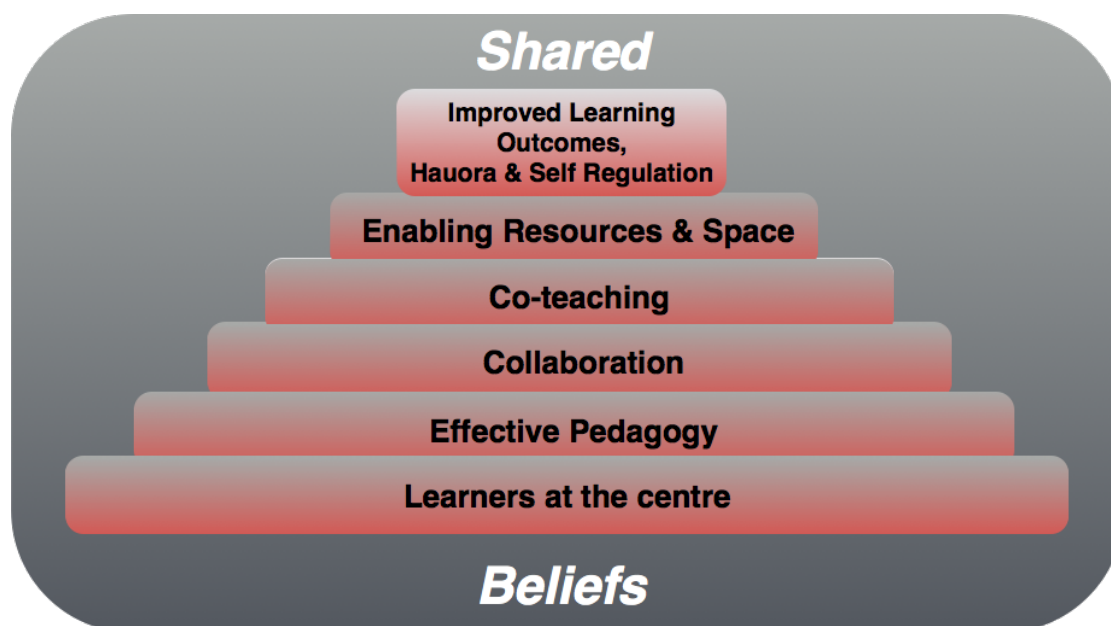 Shared
Improved Learning
Outcomes,
Hauora & Self Regulation
Enabling Resources & Space
Co-teaching
Collaboration
Effective Pedagogy
Learners at the centre
Beliefs